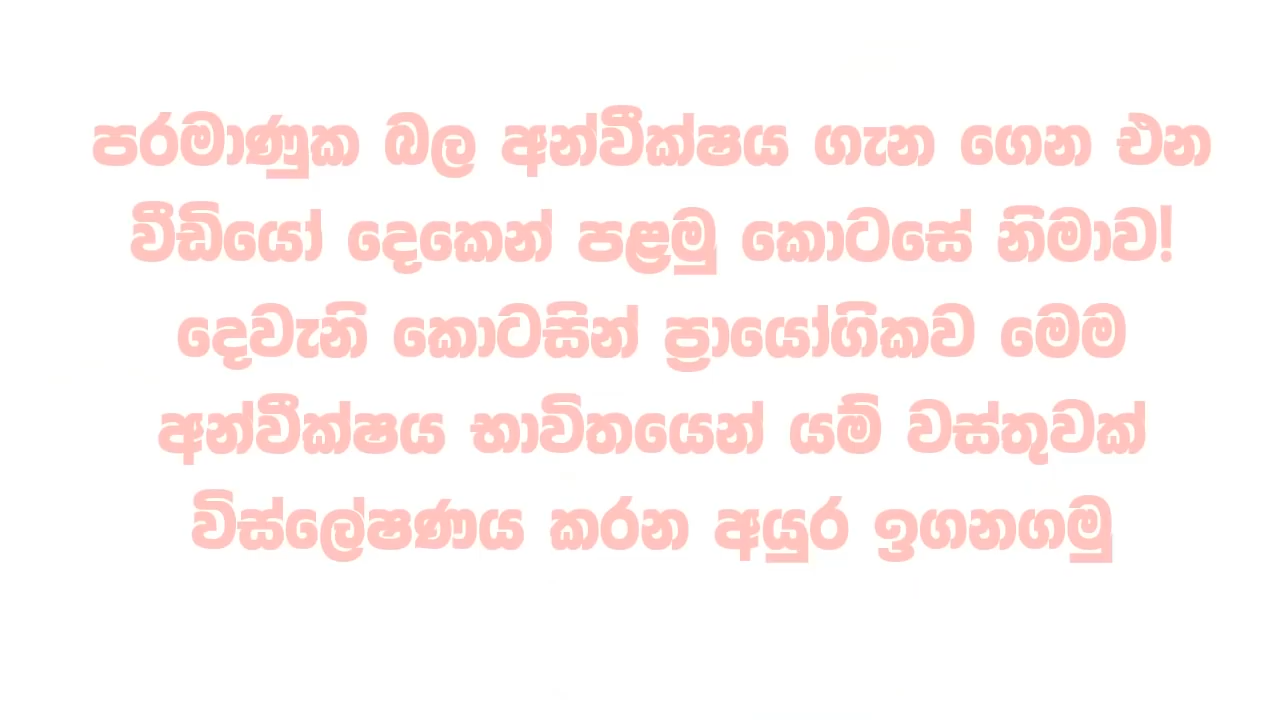 පරමාණුක බල අන්වීක්ෂය ගැන ගෙන එන
වීඩියෝ දෙකෙන් පළමු කොටසේ නිමාව!
දෙවැනි කොටසින් ප්‍රායෝගිකව මෙම
අන්වීක්ෂය භාවිතයෙන් යම් වස්තුවක්
විස්ලේෂණය කරන අයුර ඉගනගමු